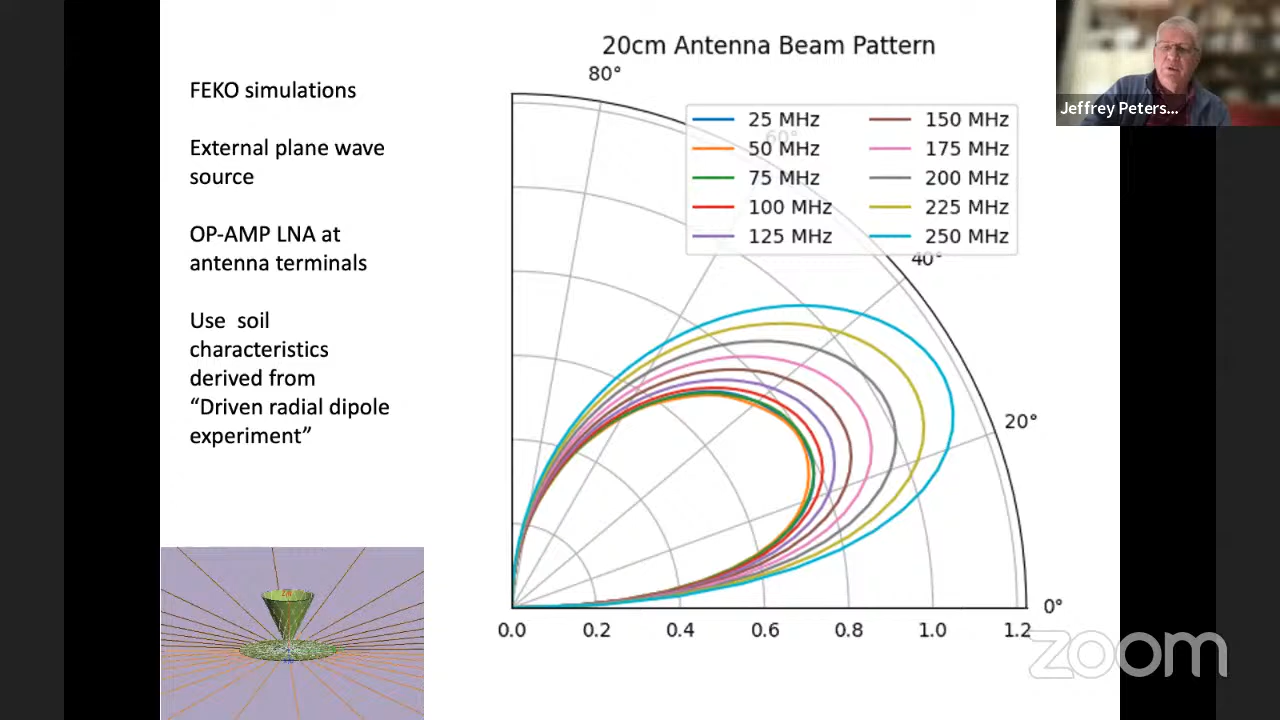 20cm Antenna Beam Pattern
80°
FEKO simulations
External plane wave
source
OP-AMP LNA at
antenna terminals
Use soil
characteristics
derived from
“Driven radial dipole
experiment”
25 MHz
50 MHz
75 MHz
100 MHz
125 MHz
150 MHz
175 MHz
200 MHz
225 MHz
250 MHz
60°
40°
20°
0°
0.0 0.2 0.4 0.6 0.8 1.0 1.2
Jeffrey Peters...
zoom